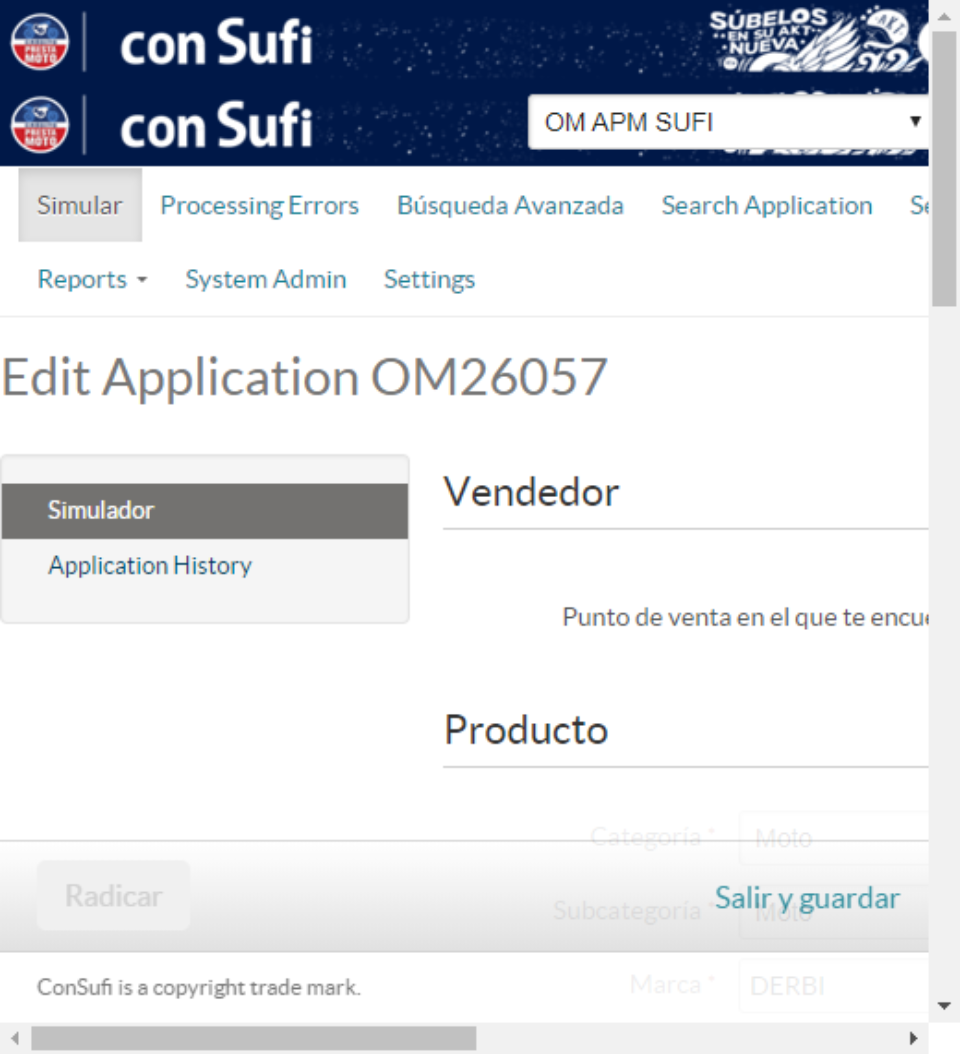 PRESTA
MOTO
con Sufi
SÚBELOS
EN SU AKT
NUEVA
PRESTA
MOTO
con Sufi
OM APM SUFI
Simular Processing Errors Búsqueda Avanzada Search Application Se
Reports System Admin Settings
Edit Application OM26057
Simulador
Application History
Vendedor
Punto de venta en el que te encue
Producto
Categoría * Moto
Radicar
Subcategoría * Moto
Salir y guardar
ConSufi is a copyright trade mark.
Marca * DERBI